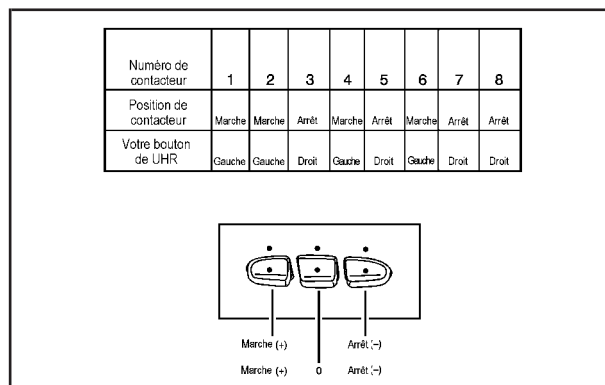 Numéro de
contacteur 1 2 3 4 5 6 7 8
Position de
contacteur Marche Marche Arrêt Marche Arrêt Marche Arrêt Arrêt
Votre bouton
de UHR Gauche Gauche Droit Gauche Droit Gauche Droit Droit
Marche (+) Arrêt (–)
Marche (+) 0 Arrêt (–)